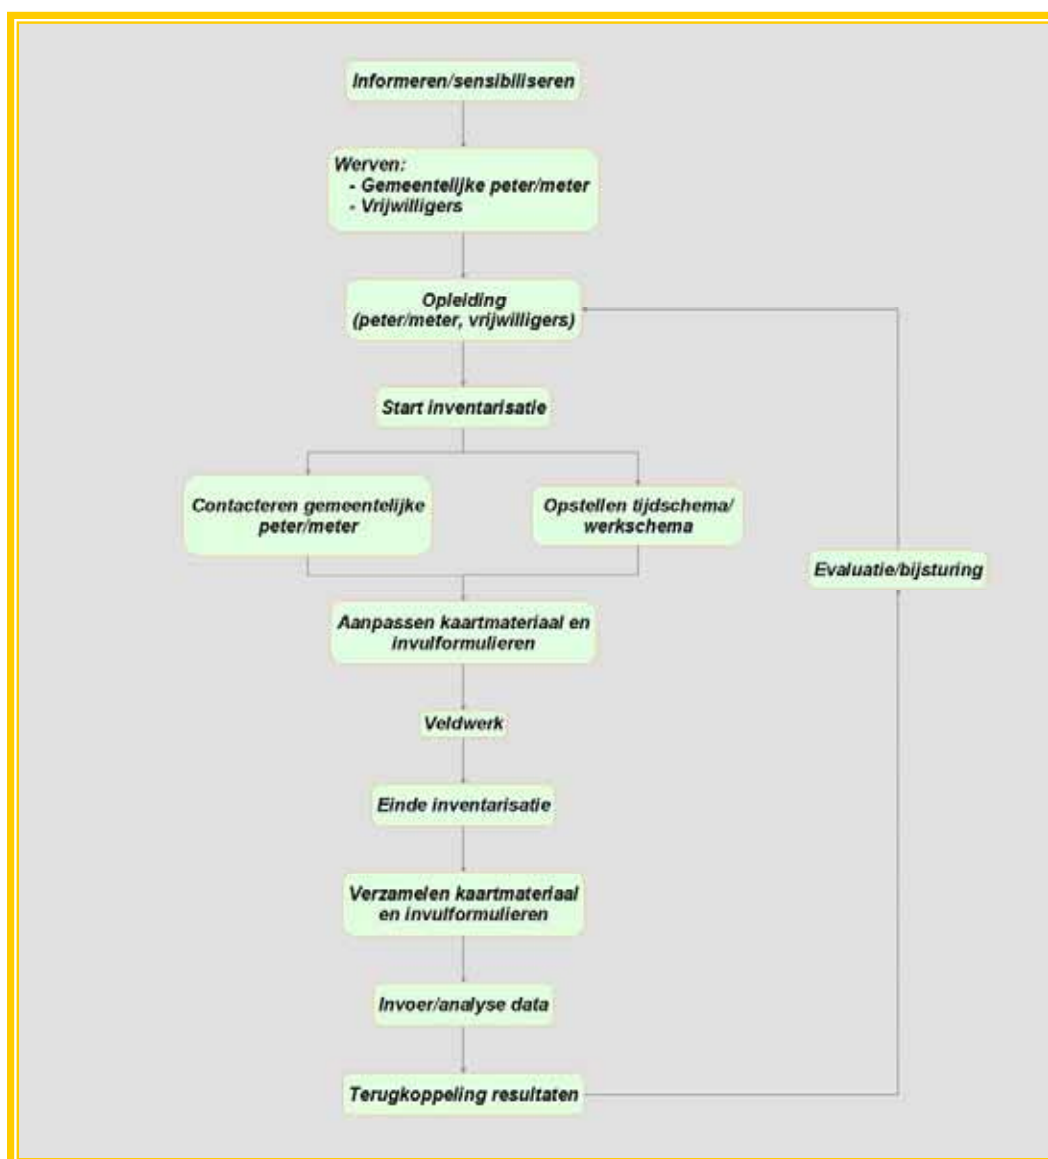 Informeren/sensibiliseren
Werven:
- Gemeentelijke peter/meter
- Vrijwilligers
Opleiding
(peter/meter, vrijwilligers)
Start inventarisatie
Contacteren gemeentelijke
peter/meter
Opstellen tijdschema/
werkschema
Evaluatie/bijsturing
Aanpassen kaartmateriaal en
invulformulieren
Veldwerk
Einde inventarisatie
Verzamelen kaartmateriaal
en invulformulieren
Invoer/analyse data
Terugkoppeling resultaten